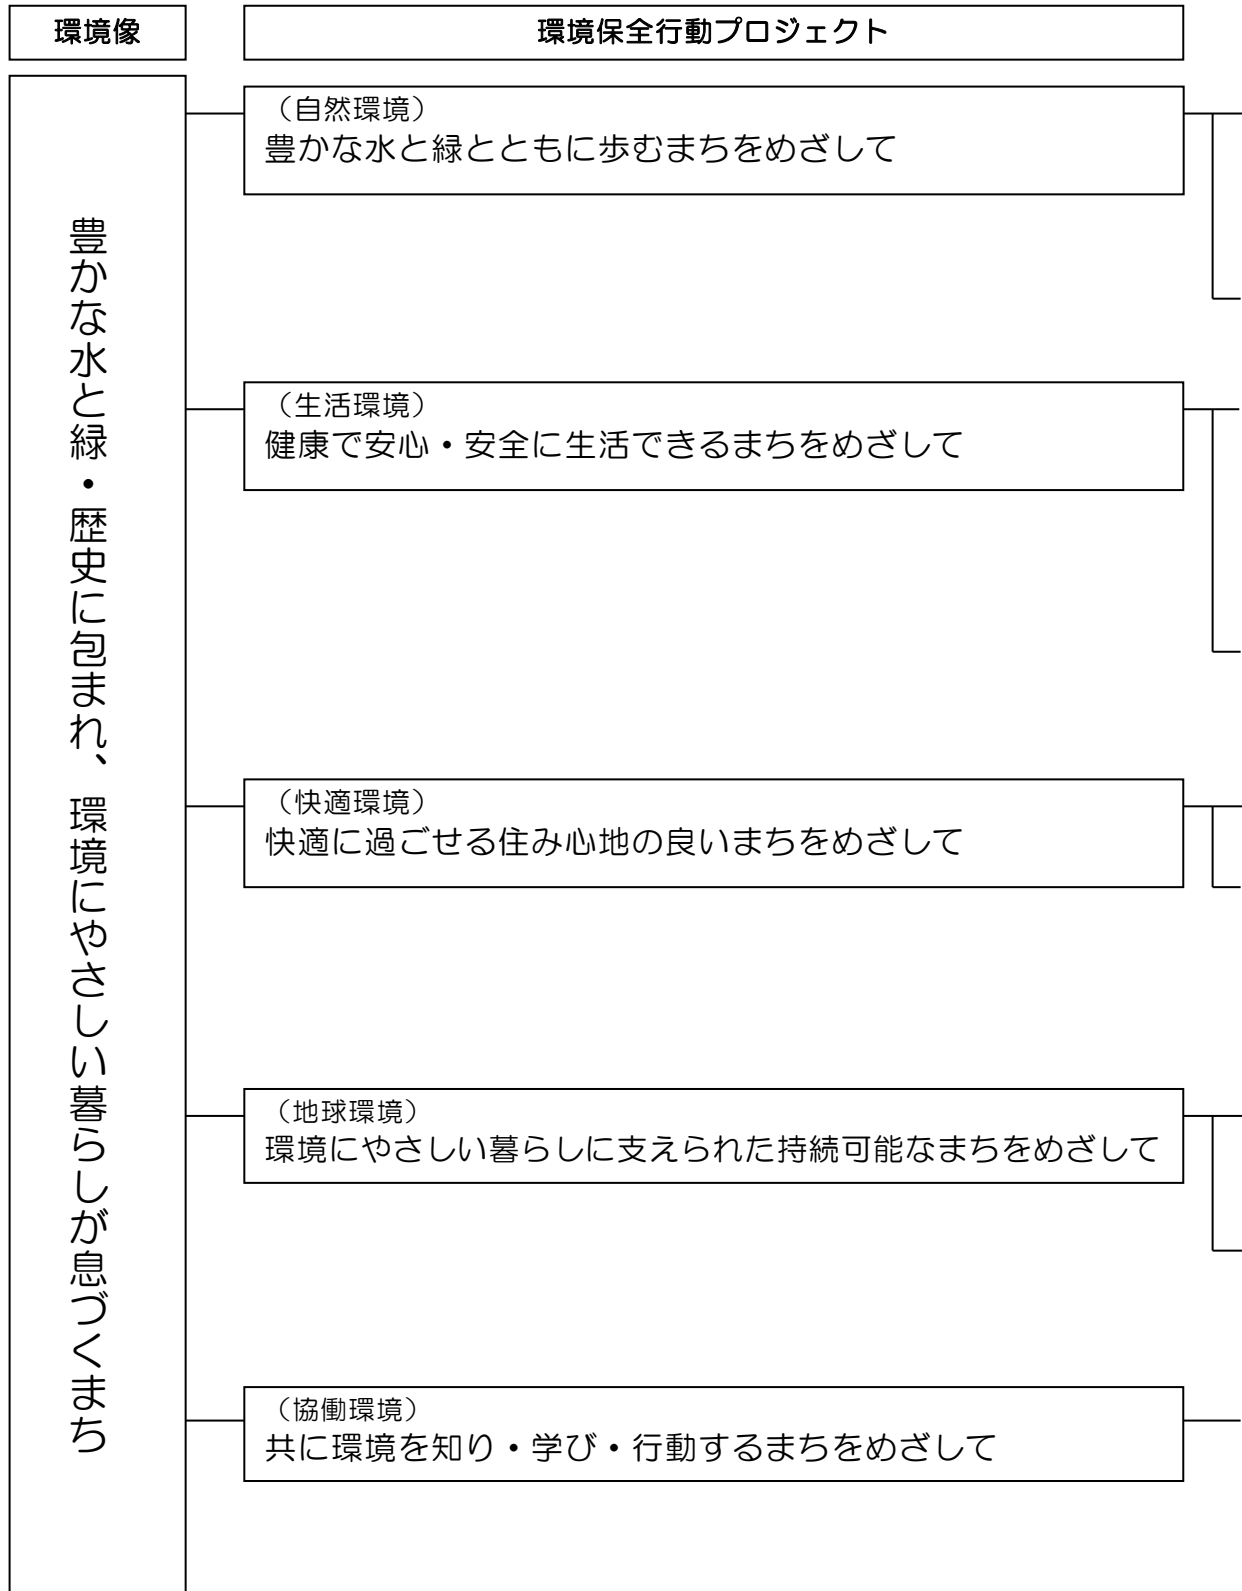 環境像
環境保全行動プロジェクト
豊かな水と緑・歴史に包まれ、環境にやさしい暮らしが息づくまち
（自然環境）
豊かな水と緑とともに歩むまちをめざして
（生活環境）
健康で安心・安全に生活できるまちをめざして
（快適環境）
快適に過ごせる住み心地の良いまちをめざして
（地球環境）
環境にやさしい暮らしに支えられた持続可能なまちをめざして
（協働環境）
共に環境を知り・学び・行動するまちをめざして